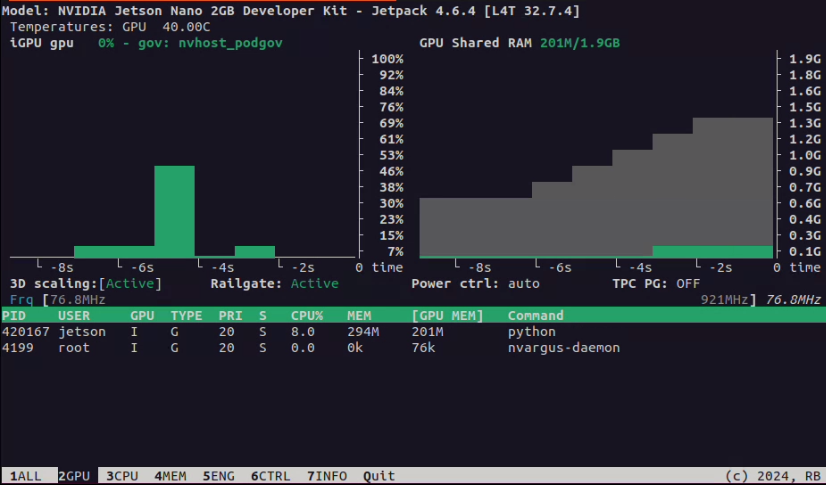 Model: NVIDIA Jetson Nano 2GB Developer Kit - Jetpack 4.6.4 [L4T 32.7.4]
Temperatures: GPU 40.00C
iGPU gpu 0% - gov: nvhost_podgov
100%
92%
84%
76%
69%
61%
53%
46%
38%
30%
23%
15%
7%
-8s -6s -4s -2s 0 time
GPU Shared RAM 201M/1.9GB
1.9G
1.8G
1.6G
1.5G
1.3G
1.2G
1.0G
0.9G
0.7G
0.6G
0.4G
0.3G
0.1G
-8s -6s -4s -2s 0 time
3D scaling:[Active] Railgate: Active Power ctrl: auto TPC PG: OFF
Frq [76.8MHz 921MHz] 76.8MHz
PID USER GPU TYPE PRI S CPU% MEM [GPU MEM] Command
420167 jetson I G 20 S 8.0 294M 201M python
4199 root I G 20 S 0.0 0k 76k nvargus-daemon
1ALL 2GPU 3CPU 4MEM 5ENG 6CTRL 7INFO Quit (c) 2024, RB